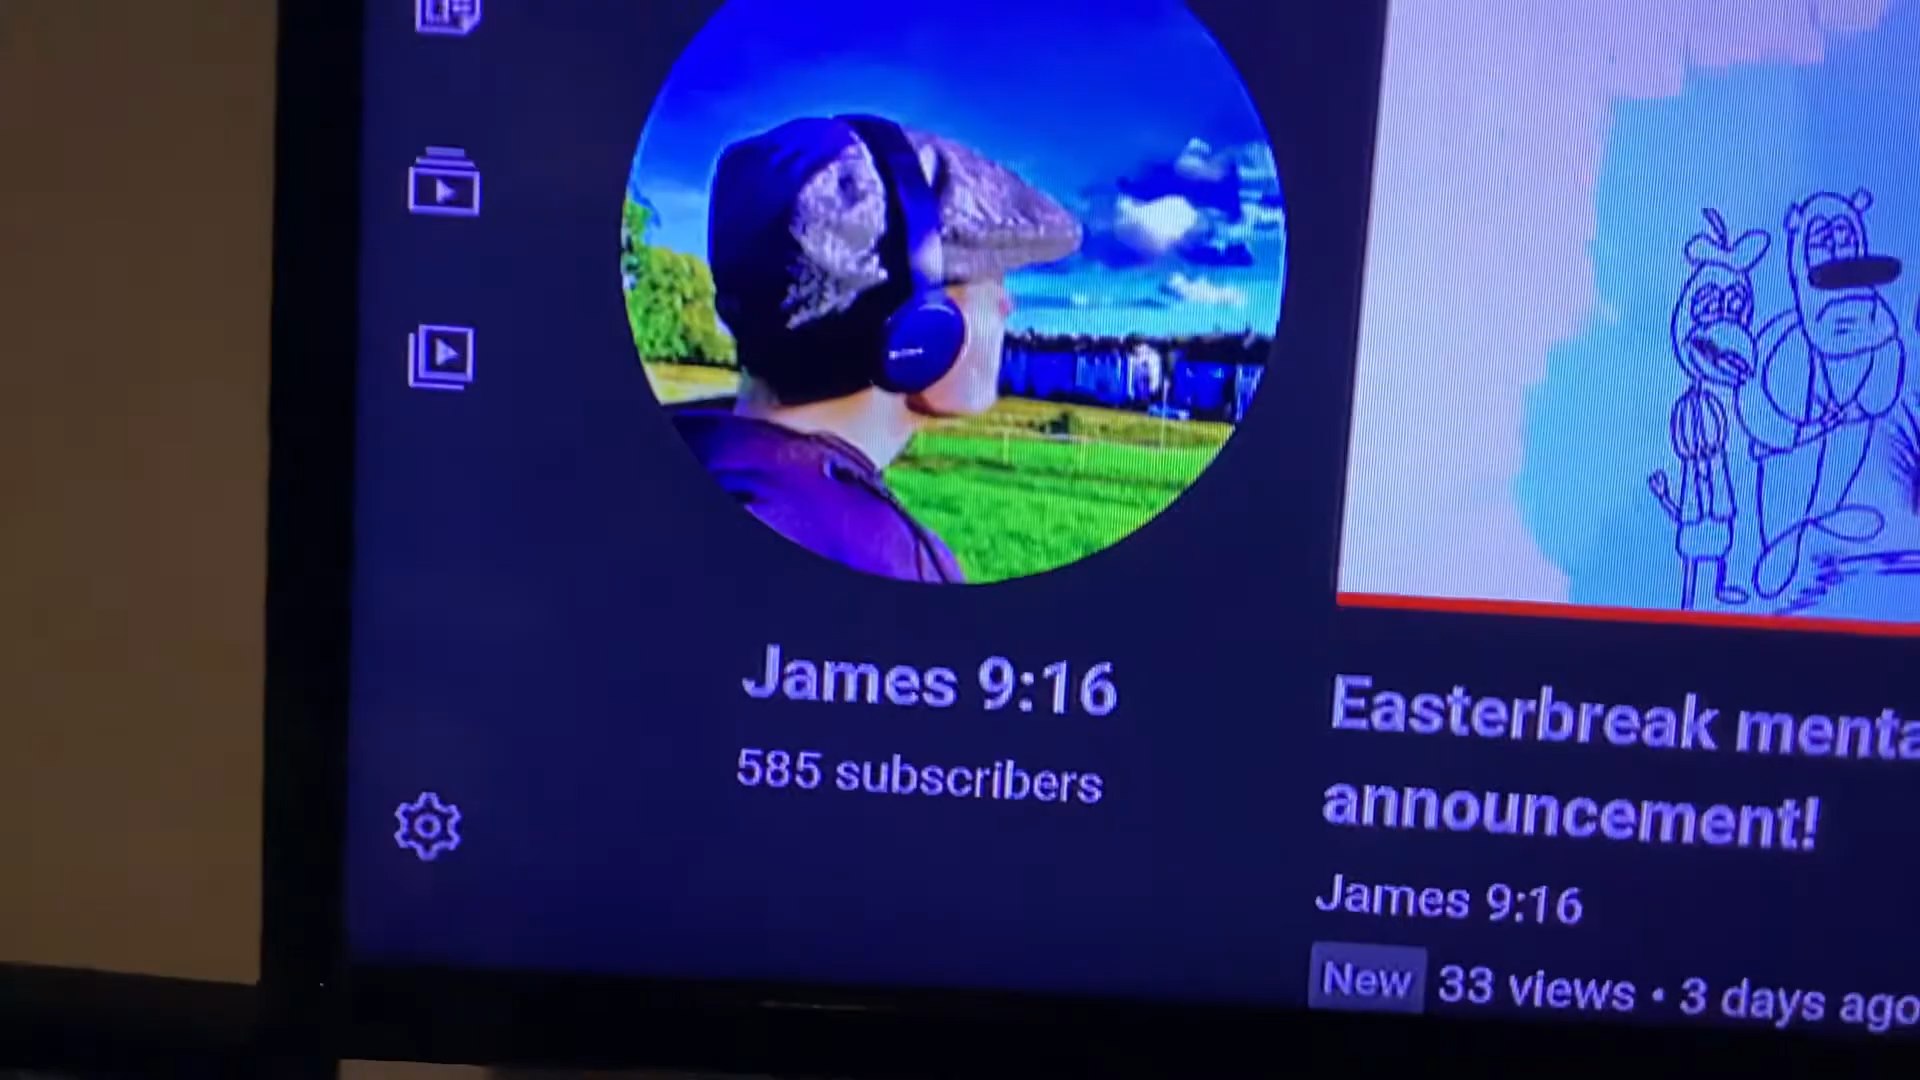 James 9:16
585 subscribers
Easterbreak menta
announcement!
James 9:16
New 33 views • 3 days ago